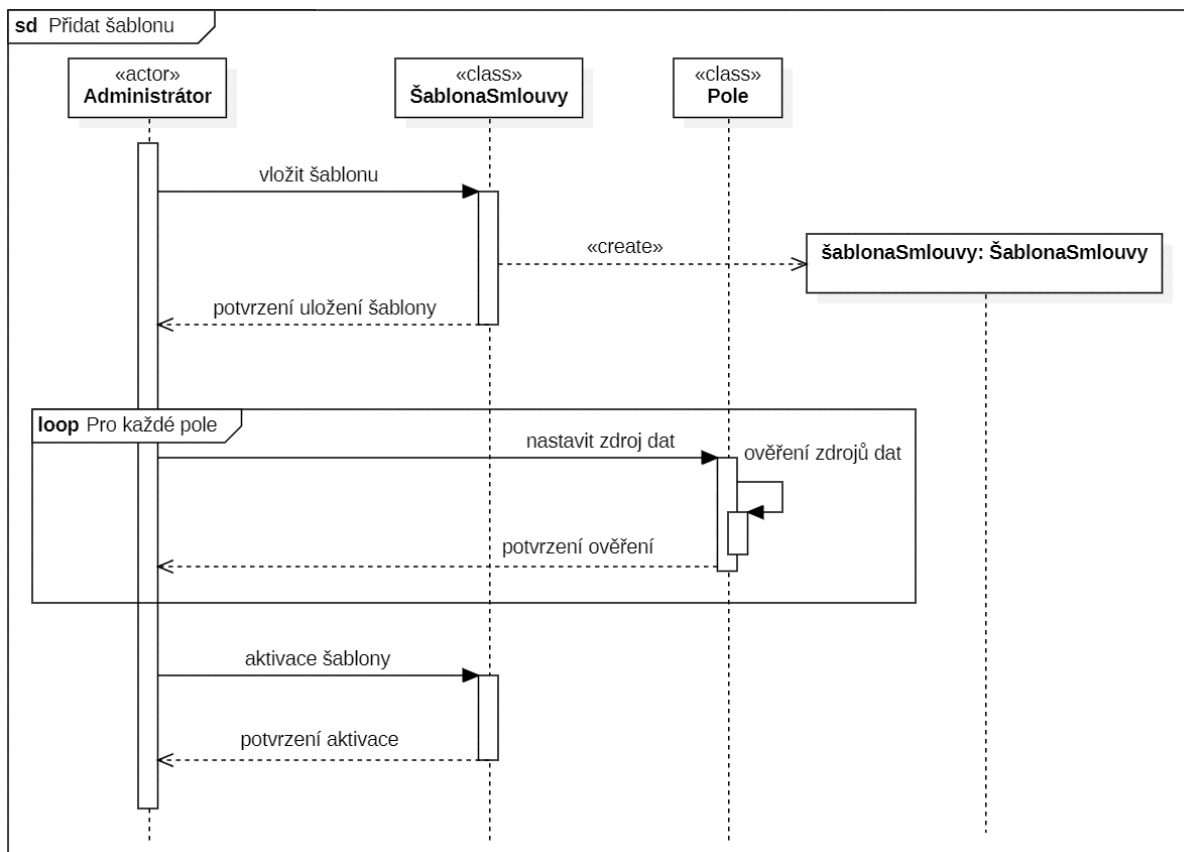 sd Přidat šablonu
«actor»
Administrátor
«class»
ŠablonaSmlouvy
«class»
Pole
vložit šablonu
«create»
šablonaSmlouvy: ŠablonaSmlouvy
potvrzení uložení šablony
loop Pro každé pole
nastavit zdroj dat
ověření zdrojů dat
potvrzení ověření
aktivace šablony
potvrzení aktivace